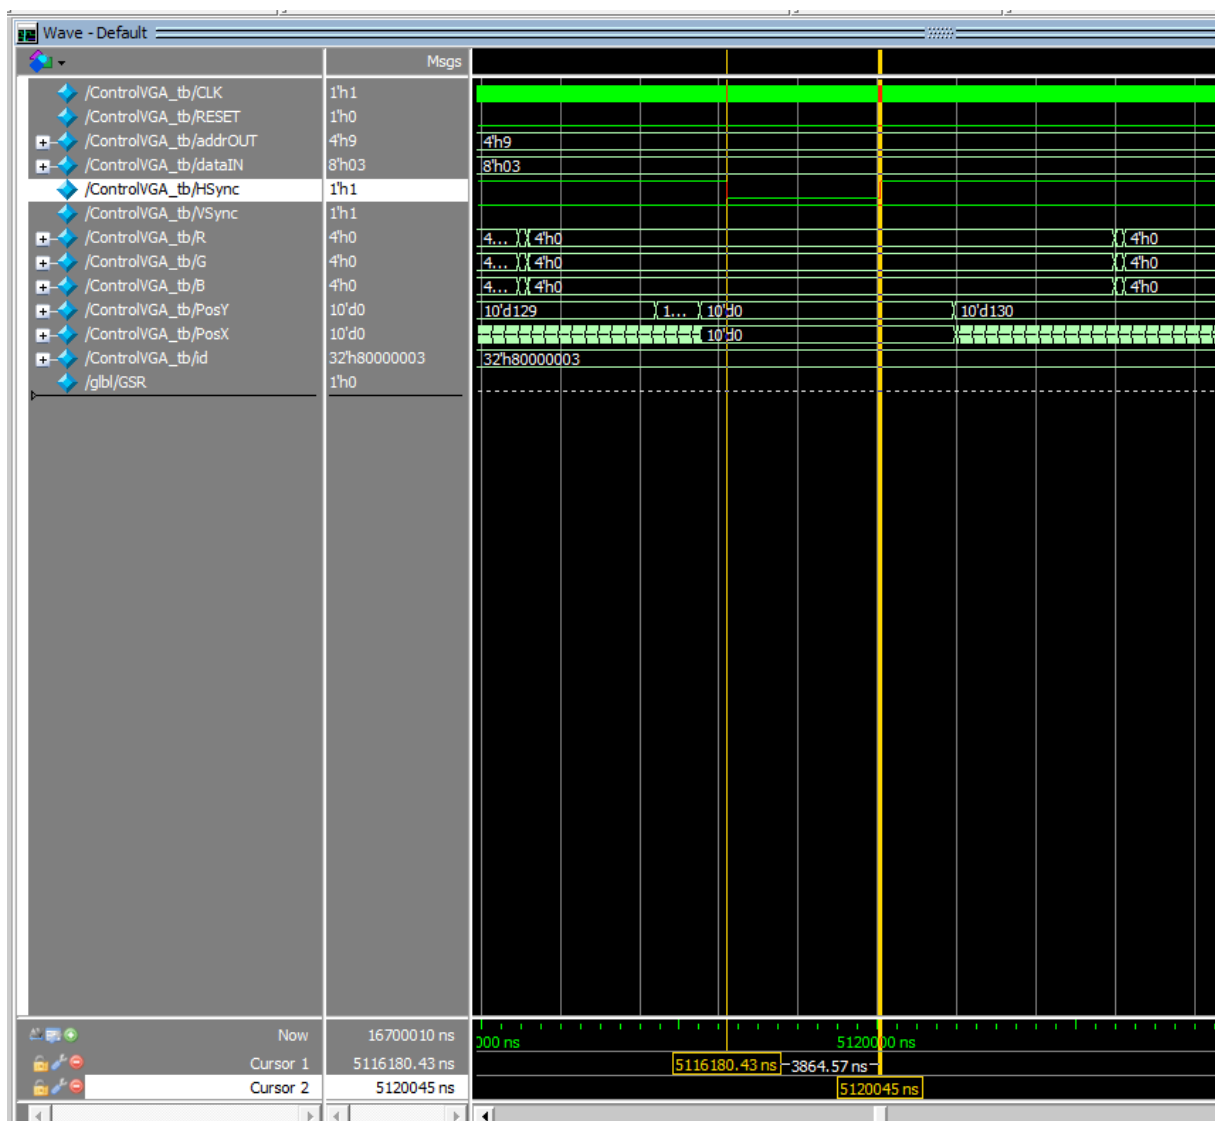 Wave - Default
Msgs
/ControlVGA_tb/CLK 1'h1
/ControlVGA_tb/RESET 1'h0
/ControlVGA_tb/addrOUT 4'h9 4'h9
/ControlVGA_tb/dataIN 8'h03 8'h03
/ControlVGA_tb/HSync 1'h1
/ControlVGA_tb/VSync 1'h1
/ControlVGA_tb/R 4'h0 4... 4'h0 4'h0
/ControlVGA_tb/G 4'h0 4... 4'h0 4'h0
/ControlVGA_tb/B 4'h0 4... 4'h0 4'h0
/ControlVGA_tb/PosY 10'd0 10'd129 1... 10'd0 10'd130
/ControlVGA_tb/PosX 10'd0 10'd0
/ControlVGA_tb/id 32'h80000003 32'h80000003
/glbl/GSR 1'h0
Now 16700010 ns 000 ns 5120000 ns
Cursor 1 5116180.43 ns 5116180.43 ns 3864.57 ns
Cursor 2 5120045 ns 5120045 ns